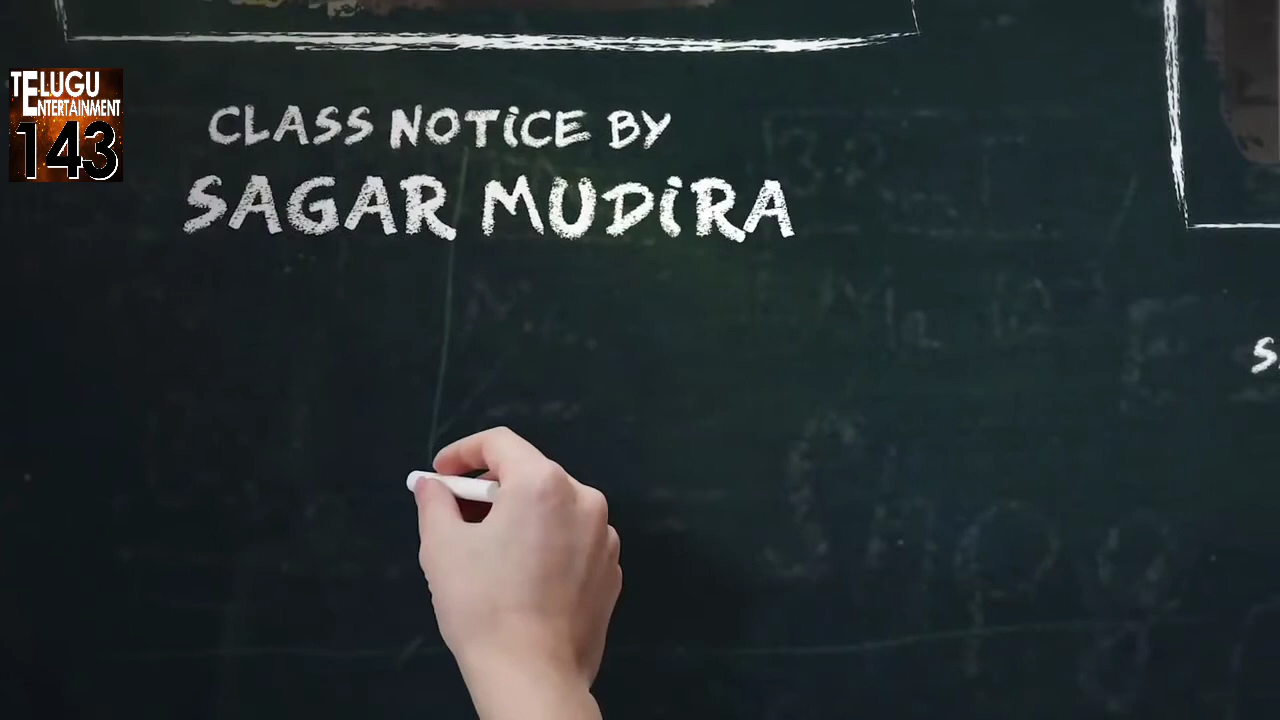 TELUGU
ENTERTAINMENT
143
CLASS NOTICE BY
SAGAR MUDIRA